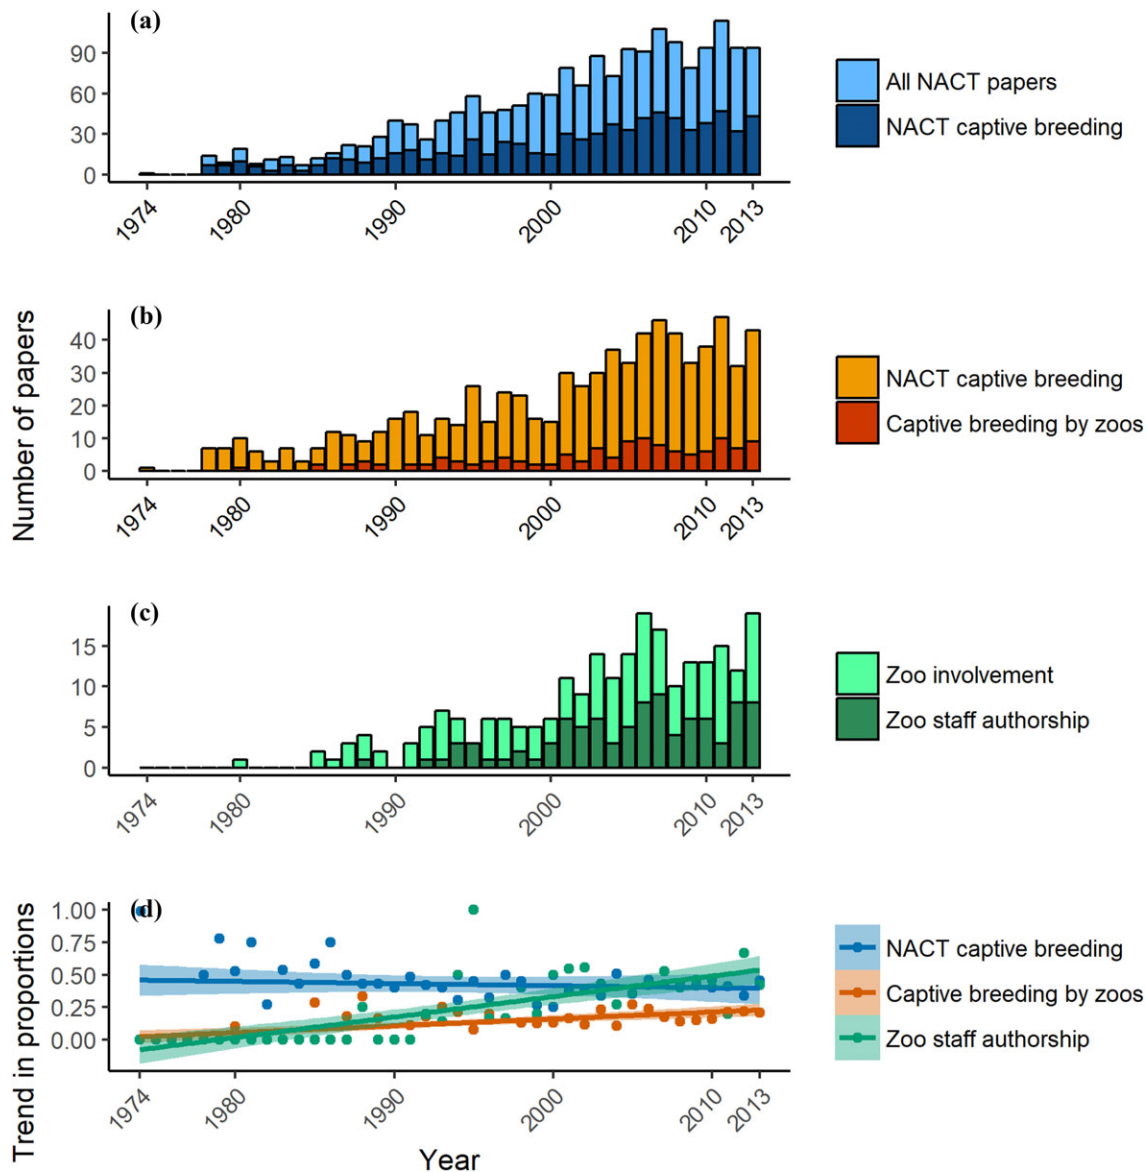 (a)
90
60
30
0
1974
1980
1990
2000
2010
2013
All NACT papers
NACT captive breeding
Number of papers
(b)
40
30
20
10
0
1974
1980
1990
2000
2010
2013
NACT captive breeding
Captive breeding by zoos
(c)
15
10
5
0
1974
1980
1990
2000
2010
2013
Zoo involvement
Zoo staff authorship
Trend in proportions
(d)
1.00
0.75
0.50
0.25
0.00
1974
1980
1990
2000
2010
2013
Year
NACT captive breeding
Captive breeding by zoos
Zoo staff authorship